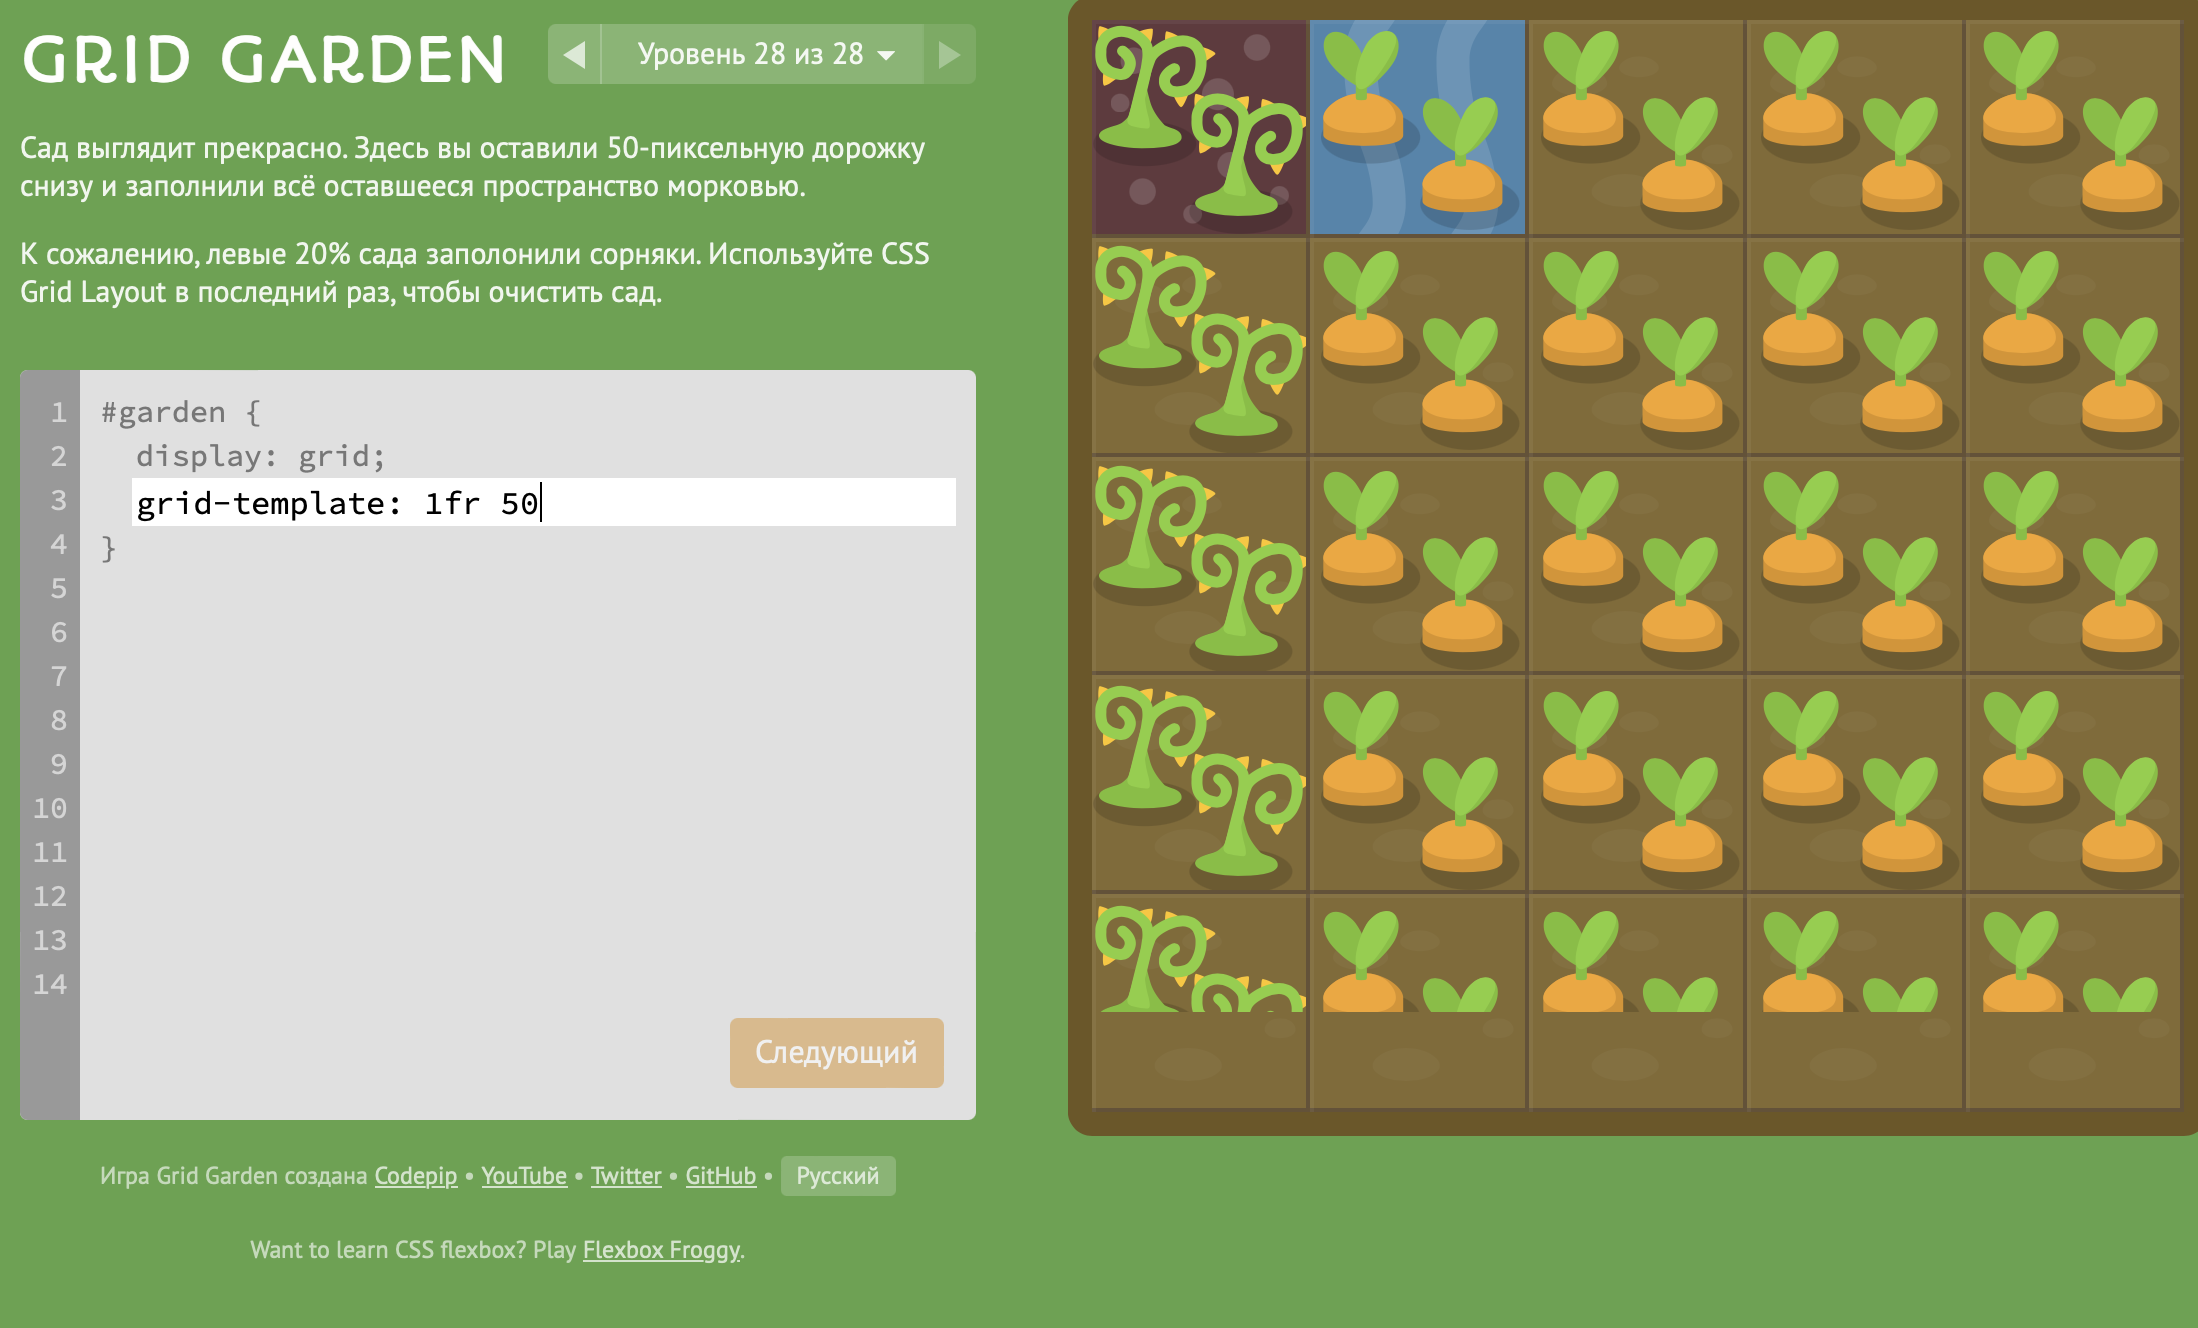 GRID GARDEN
Уровень 28 из 28
Сад выглядит прекрасно. Здесь вы оставили 50-пиксельную дорожку
снизу и заполнили всё оставшееся пространство морковью.
К сожалению, левые 20% сада заполонили сорняки. Используйте CSS
Grid Layout в последний раз, чтобы очистить сад.
1 #garden {
2 display: grid;
3 grid-template: 1fr 50
4 }
5
6
7
8
9
10
11
12
13
14
Следующий
Игра Grid Garden создана Codepip • YouTube • Twitter • GitHub • Русский
Want to learn CSS flexbox? Play Flexbox Froggy.